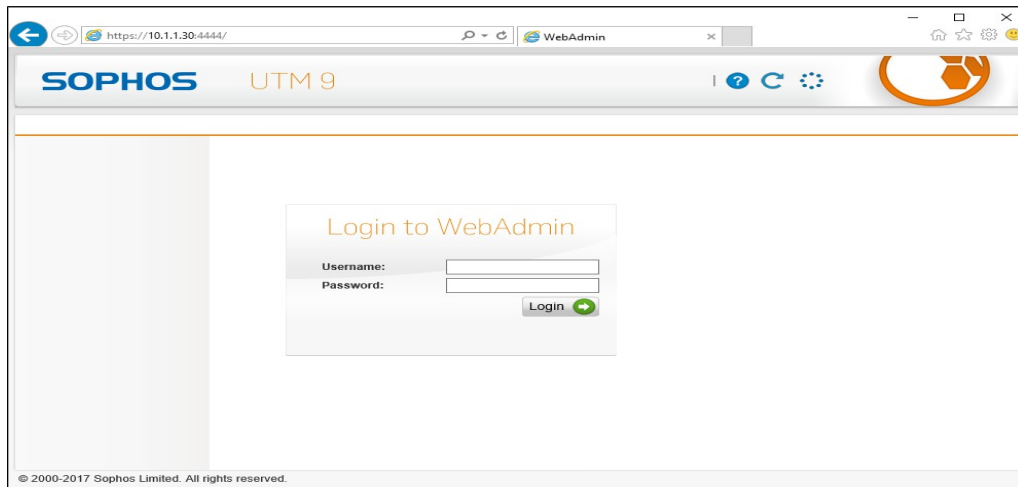 https://10.1.1.30:4444/
WebAdmin
SOPHOS UTM 9
Login to WebAdmin
Username:
Password:
Login
© 2000-2017 Sophos Limited. All rights reserved.